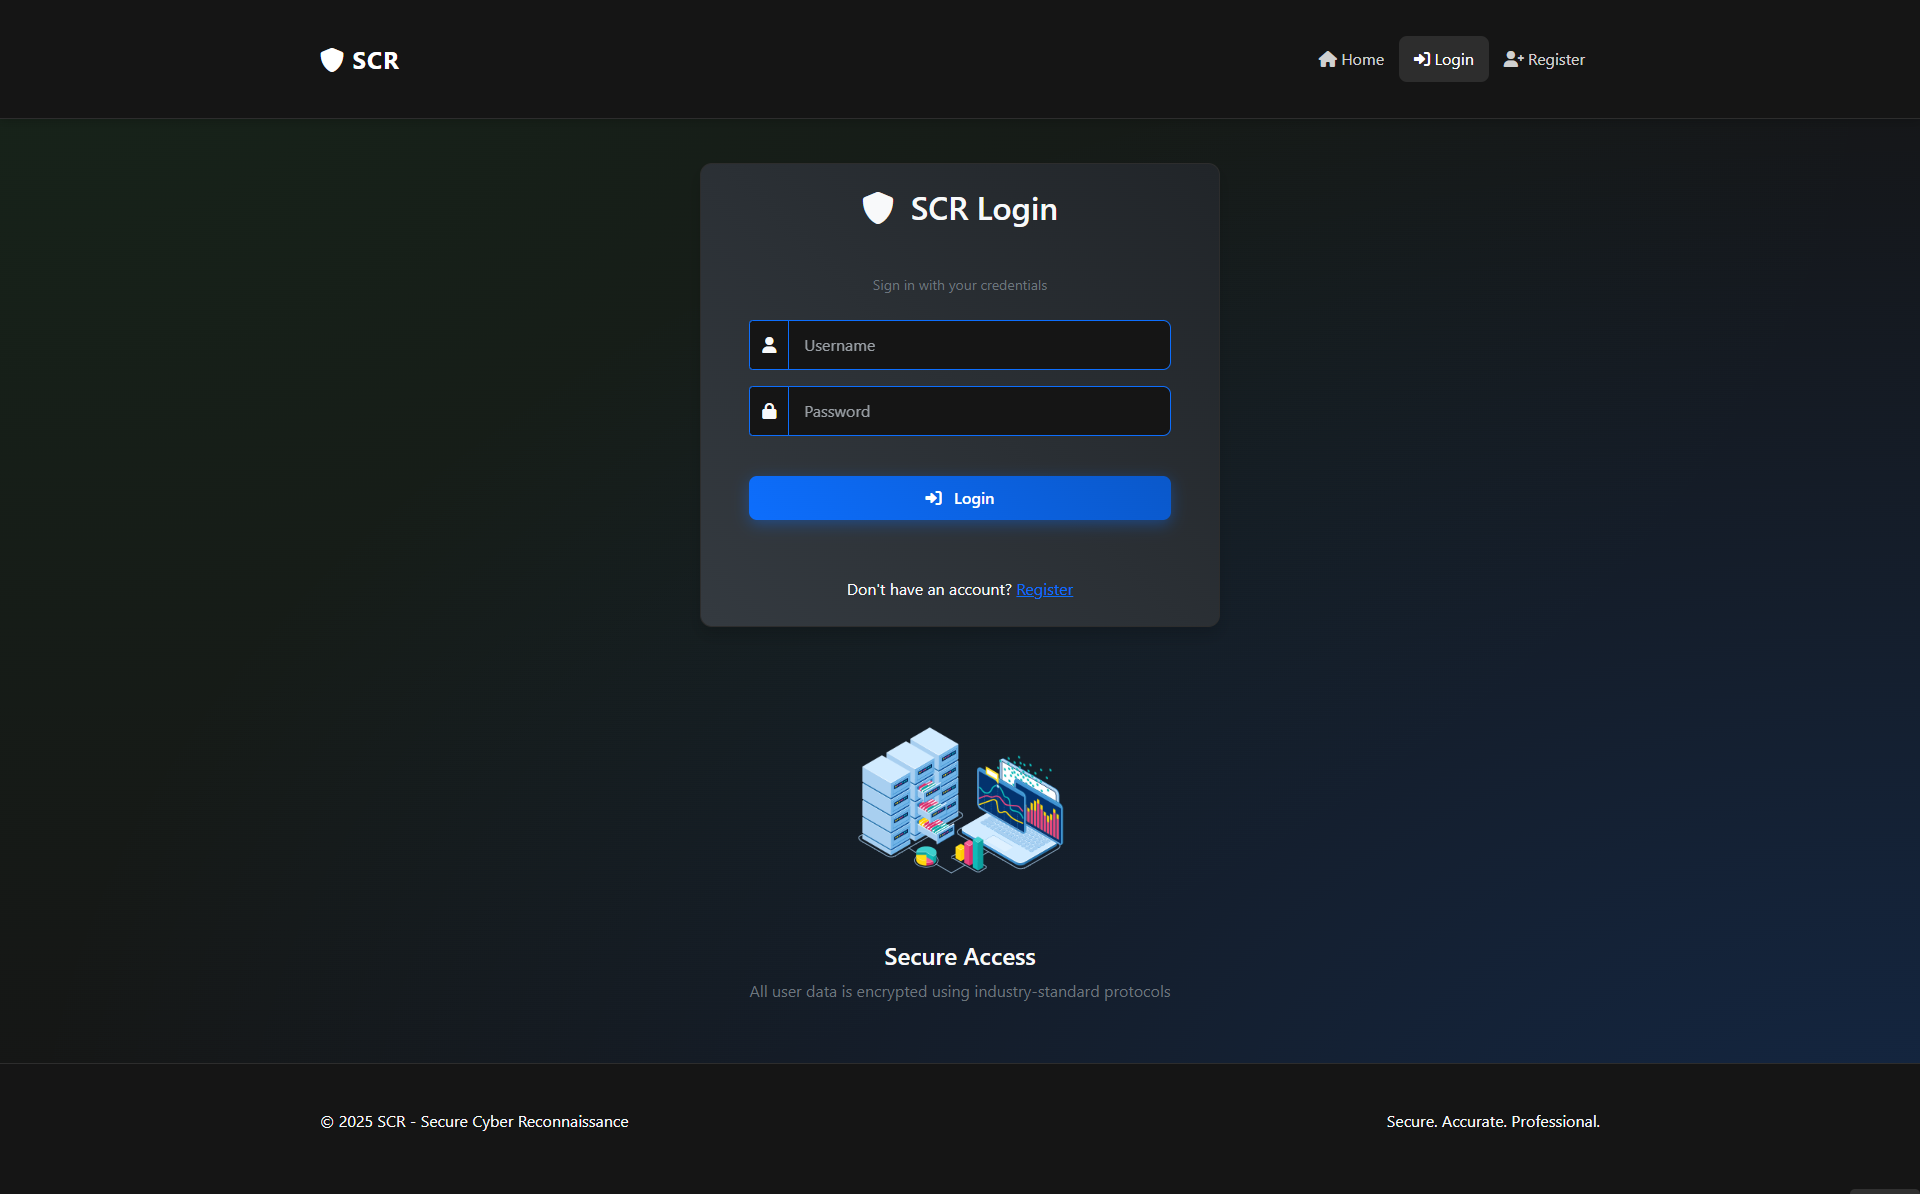 SCR
Home
Login
Register
SCR Login
Sign in with your credentials
Username
Password
Login
Don't have an account? Register
Secure Access
All user data is encrypted using industry-standard protocols
© 2025 SCR - Secure Cyber Reconnaissance
Secure. Accurate. Professional.